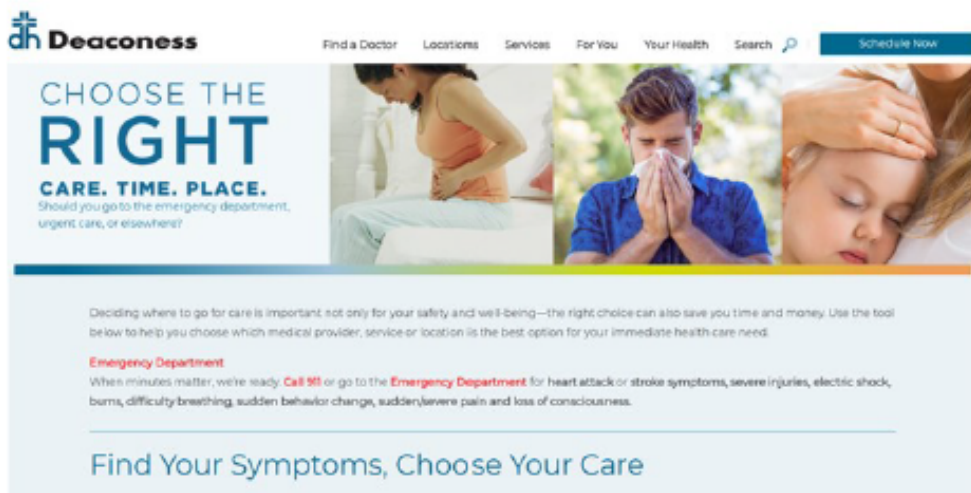 dh Deaconess
Find a Doctor Locations Services For You Your Health Search Schedule Now
CHOOSE THE
RIGHT
CARE. TIME. PLACE.
Should you go to the emergency department,
urgent care, or elsewhere?
Deciding where to go for care is important not only for your safety and well-being—the right choice can also save you time and money. Use the tool
below to help you choose which medical provider, service or location is the best option for your immediate health care need.
Emergency Department
When minutes matter, we're ready. Call 911 or go to the Emergency Department for heart attack or stroke symptoms, severe injuries, electric shock,
burns, difficulty breathing, sudden behavior change, sudden/severe pain and loss of consciousness.
Find Your Symptoms, Choose Your Care